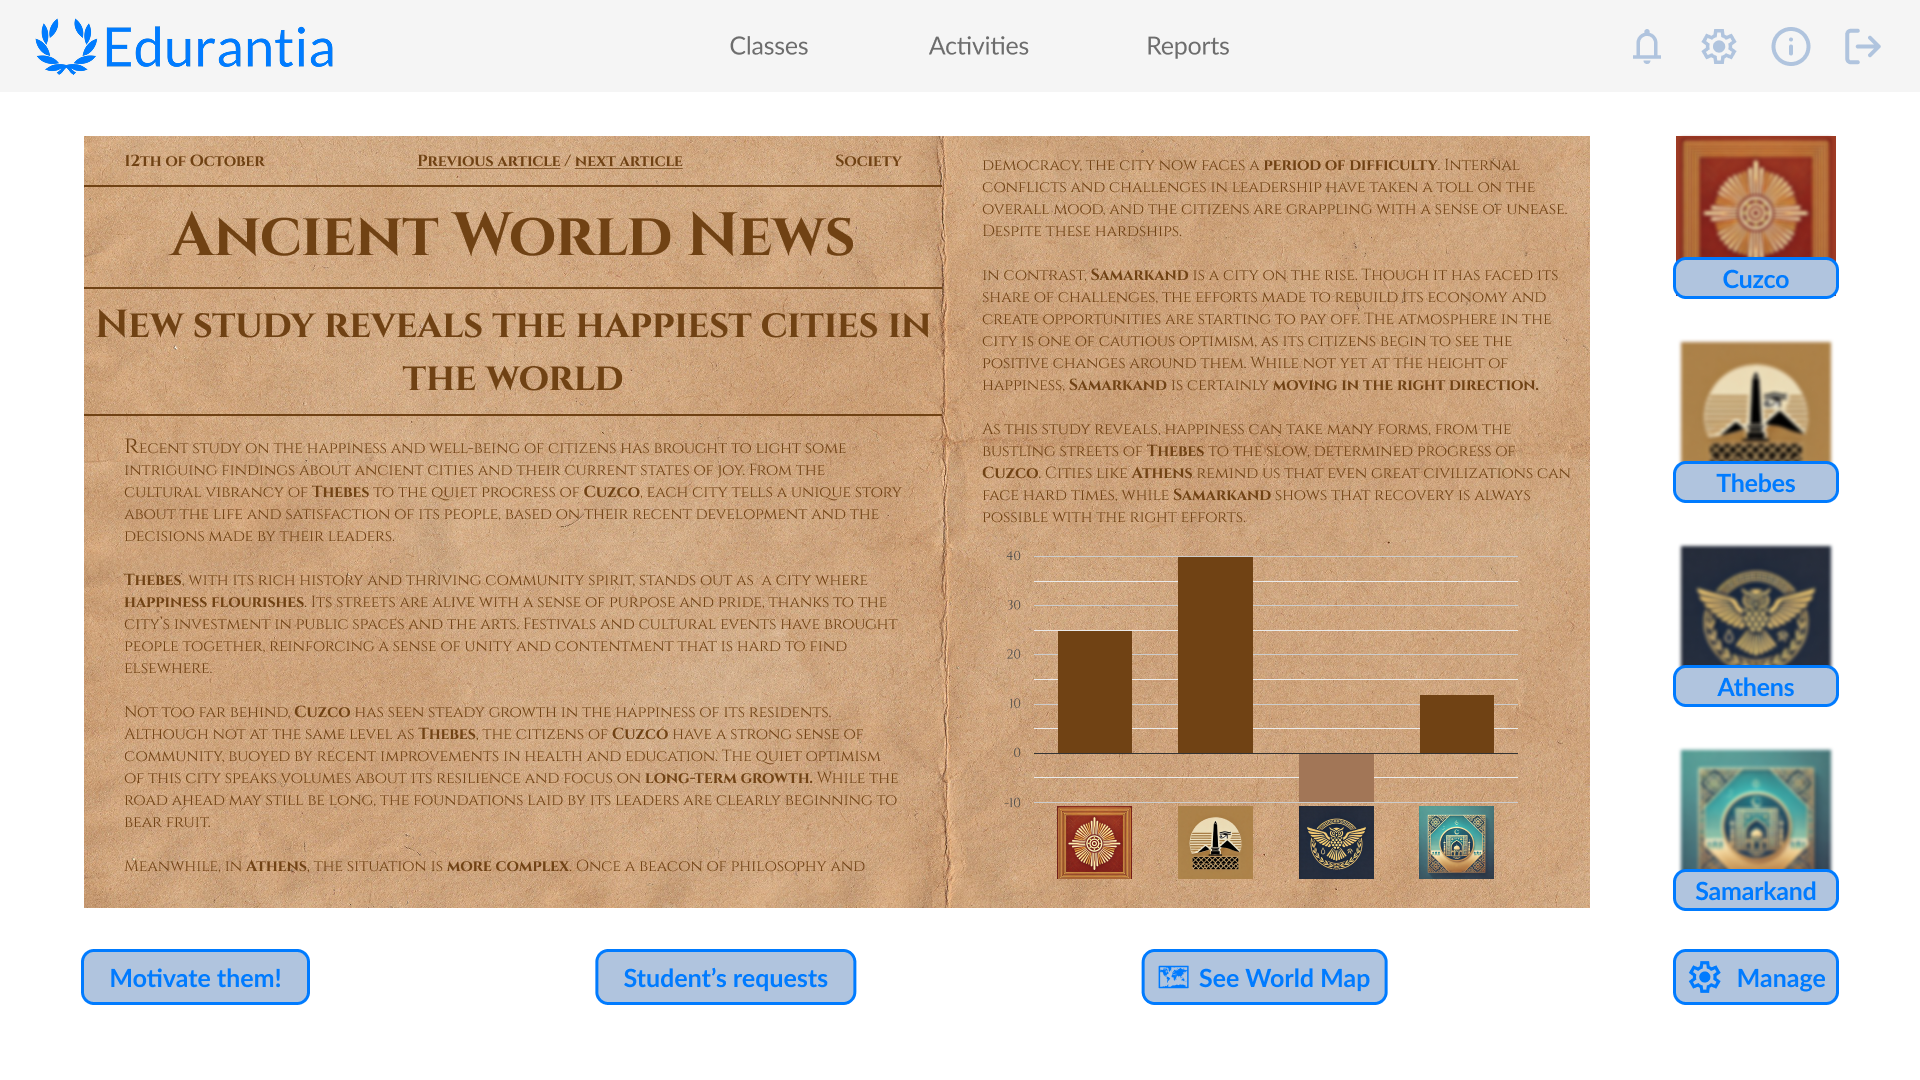 Edurantia
Classes
Activities
Reports
12th of October
Previous article / next article
Society
Ancient World News
New study reveals the happiest cities in
the world
Recent study on the happiness and well-being of citizens has brought to light some
intriguing findings about ancient cities and their current states of joy. From the
cultural vibrancy of Thebes to the quiet progress of Cuzco, each city tells a unique story
about the life and satisfaction of its people, based on their recent development and the
decisions made by their leaders.
Thebes, with its rich history and thriving community spirit, stands out as a city where
happiness flourishes. Its streets are alive with a sense of purpose and pride, thanks to the
city's investment in public spaces and the arts. Festivals and cultural events have brought
people together, reinforcing a sense of unity and contentment that is hard to find
elsewhere.
Not too far behind, Cuzco has seen steady growth in the happiness of its residents.
Although not at the same level as Thebes, the citizens of Cuzco have a strong sense of
community, buoyed by recent improvements in health and education. The quiet optimism
of this city speaks volumes about its resilience and focus on long-term growth. While the
road ahead may still be long, the foundations laid by its leaders are clearly beginning to
bear fruit.
Meanwhile, in Athens, the situation is more complex. Once a beacon of philosophy and
democracy, the city now faces a period of difficulty. Internal
conflicts and challenges in leadership have taken a toll on the
overall mood, and the citizens are grappling with a sense of unease.
Despite these hardships.
In contrast, Samarkand is a city on the rise. Though it has faced its
share of challenges, the efforts made to rebuild its economy and
create opportunities are starting to pay off. The atmosphere in the
city is one of cautious optimism, as its citizens begin to see the
positive changes around them. While not yet at the height of
happiness, Samarkand is certainly moving in the right direction.
As this study reveals, happiness can take many forms, from the
bustling streets of Thebes to the slow, determined progress of
Cuzco. Cities like Athens remind us that even great civilizations can
face hard times, while Samarkand shows that recovery is always
possible with the right efforts.
40
30
20
10
0
-10
Cuzco
Thebes
Athens
Samarkand
Motivate them!
Student’s requests
See World Map
Manage